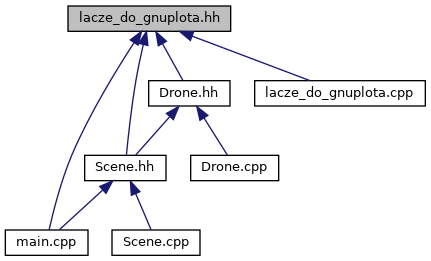 lacze_do_gnuplota.hh
Drone.hh
lacze_do_gnuplota.cpp
Scene.hh
Drone.cpp
main.cpp
Scene.cpp